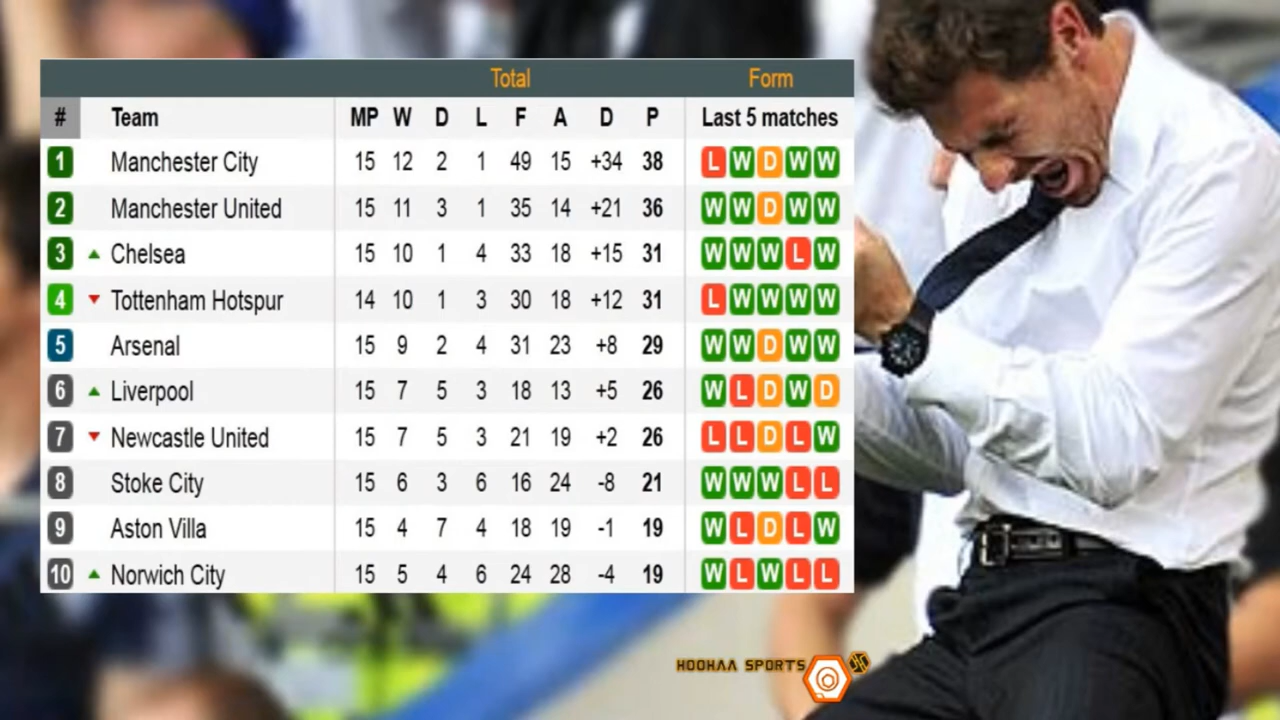 Total Form
# Team MP W D L F A D P Last 5 matches
1 Manchester City 15 12 2 1 49 15 +34 38 L W D W W
2 Manchester United 15 11 3 1 35 14 +21 36 W W D W W
3 Chelsea 15 10 1 4 33 18 +15 31 W W W L W
4 Tottenham Hotspur 14 10 1 3 30 18 +12 31 L W W W W
5 Arsenal 15 9 2 4 31 23 +8 29 W W D W W
6 Liverpool 15 7 5 3 18 13 +5 26 W L D W D
7 Newcastle United 15 7 5 3 21 19 +2 26 L L D L W
8 Stoke City 15 6 3 6 16 24 -8 21 W W W L L
9 Aston Villa 15 4 7 4 18 19 -1 19 W L D L W
10 Norwich City 15 5 4 6 24 28 -4 19 W L W L L
HOOHAA SPORTS